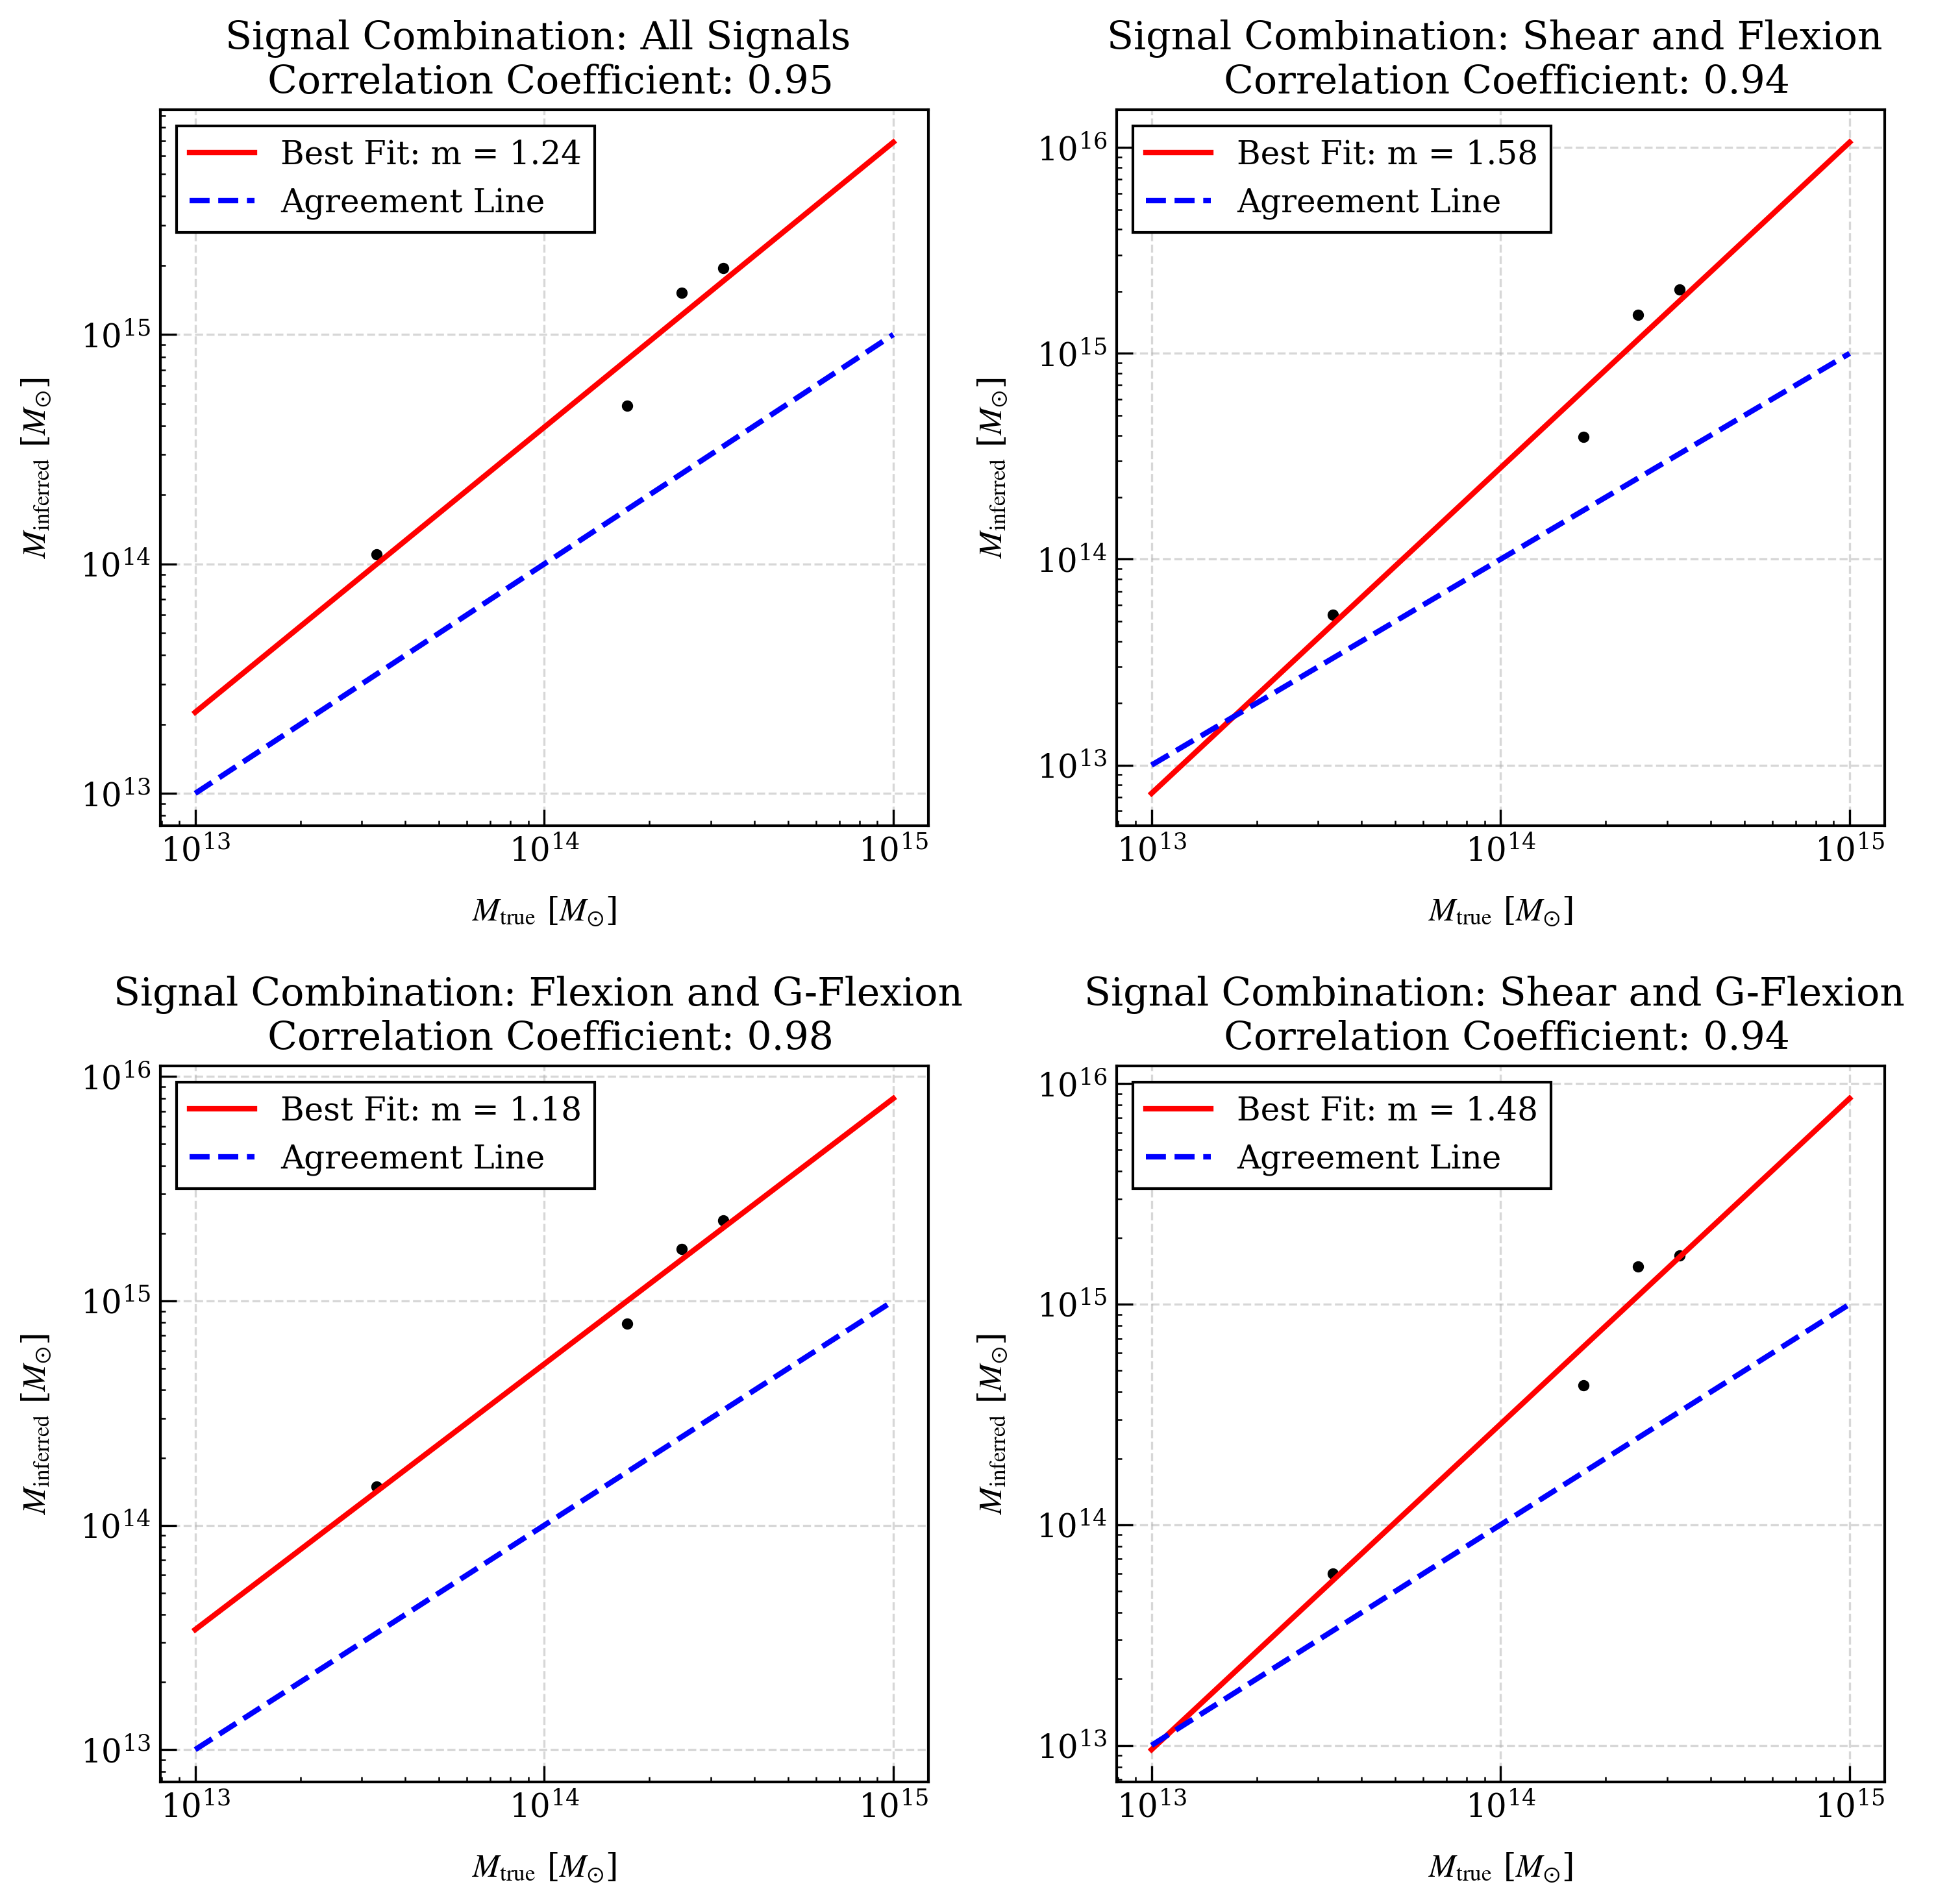 Signal Combination: All Signals
Correlation Coefficient: 0.95
Best Fit: m = 1.24
Agreement Line
10^15
10^14
10^13
M_inferred [M_⊙]
10^13 10^14 10^15
M_true [M_⊙]
Signal Combination: Shear and Flexion
Correlation Coefficient: 0.94
Best Fit: m = 1.58
Agreement Line
10^16
10^15
10^14
10^13
M_inferred [M_⊙]
10^13 10^14 10^15
M_true [M_⊙]
Signal Combination: Flexion and G-Flexion
Correlation Coefficient: 0.98
Best Fit: m = 1.18
Agreement Line
10^16
10^15
10^14
10^13
M_inferred [M_⊙]
10^13 10^14 10^15
M_true [M_⊙]
Signal Combination: Shear and G-Flexion
Correlation Coefficient: 0.94
Best Fit: m = 1.48
Agreement Line
10^16
10^15
10^14
10^13
M_inferred [M_⊙]
10^13 10^14 10^15
M_true [M_⊙]